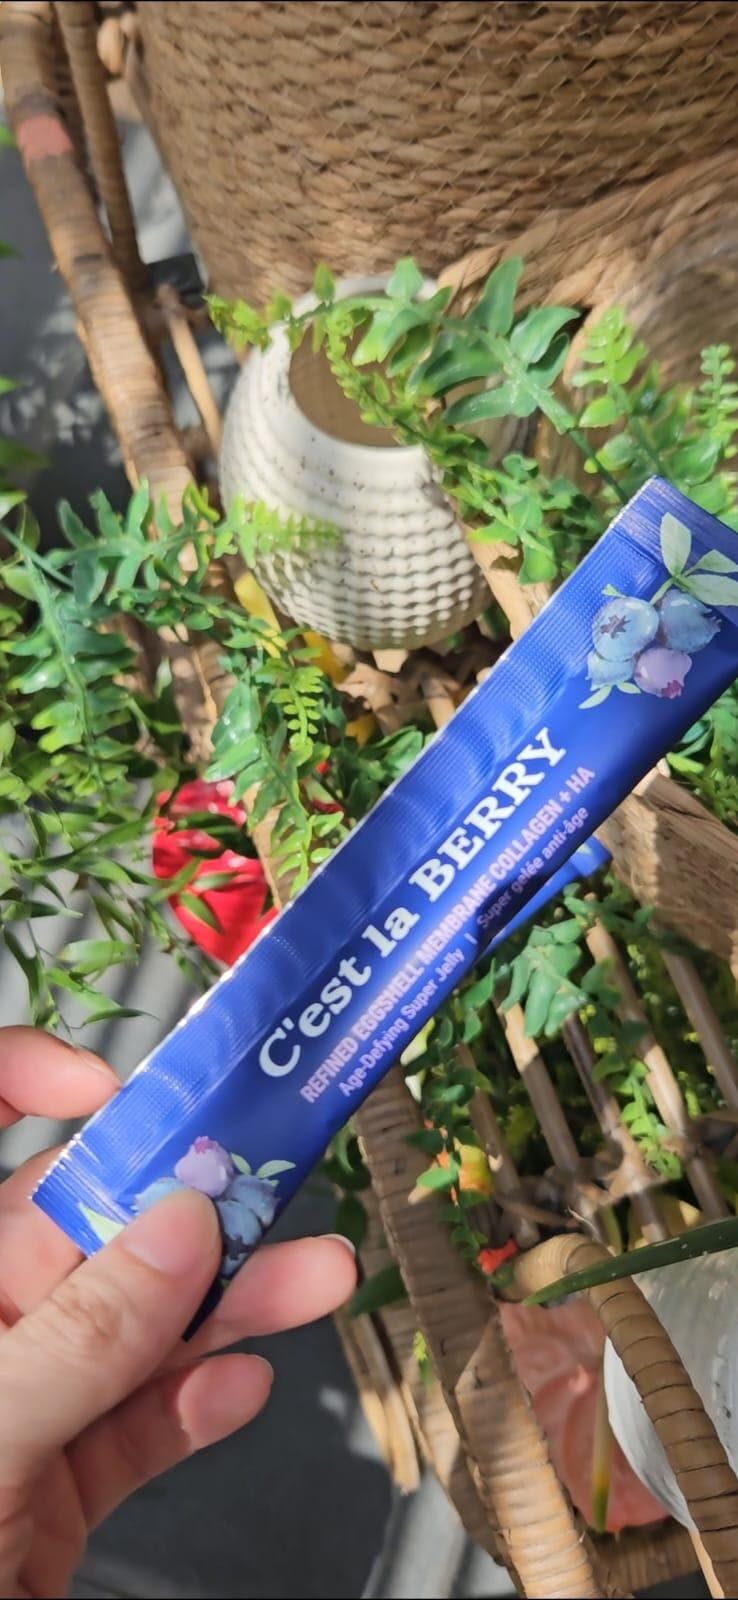 C'est la BERRY
REFINED EGGSHELL MEMBRANE COLLAGEN + HA
Age-Defying Super Jelly | Super gelée anti-âge